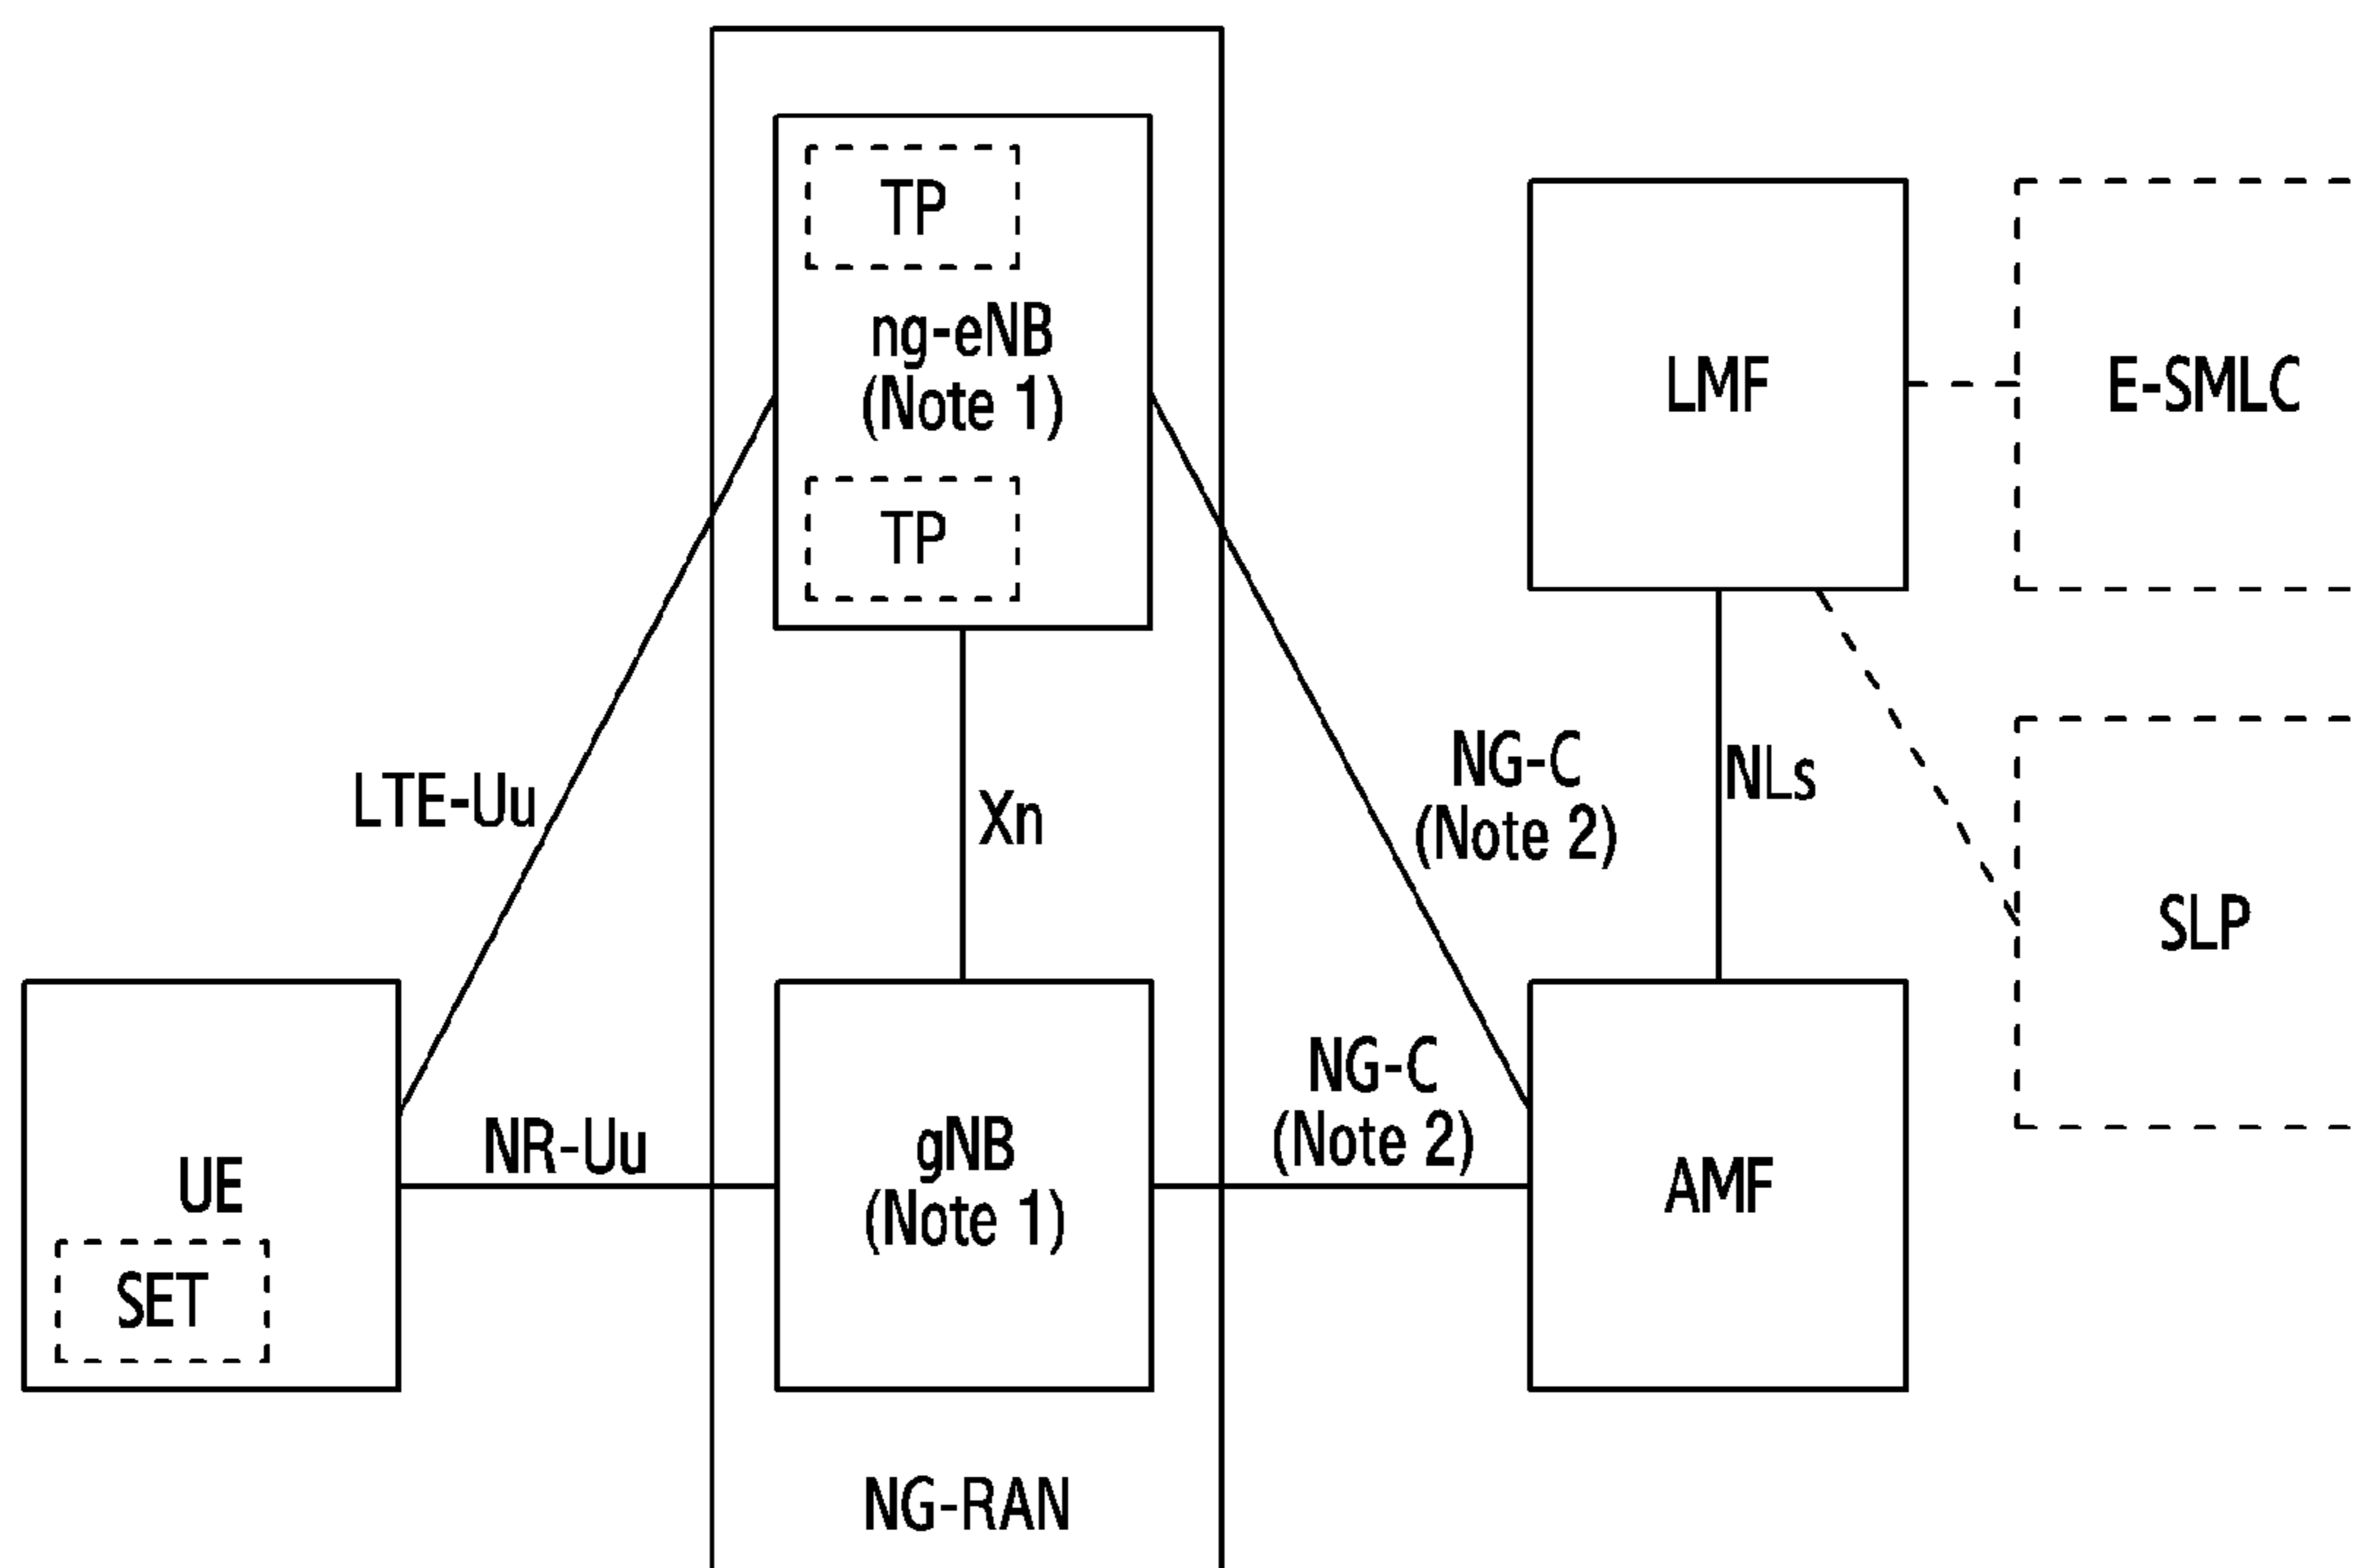 TP
ng-eNB
(Note 1)
TP
LMF
E-SMLC
LTE-Uu
Xn
NG-C
(Note 2)
NLs
SLP
UE
SET
NR-Uu
gNB
(Note 1)
NG-C
(Note 2)
AMF
NG-RAN